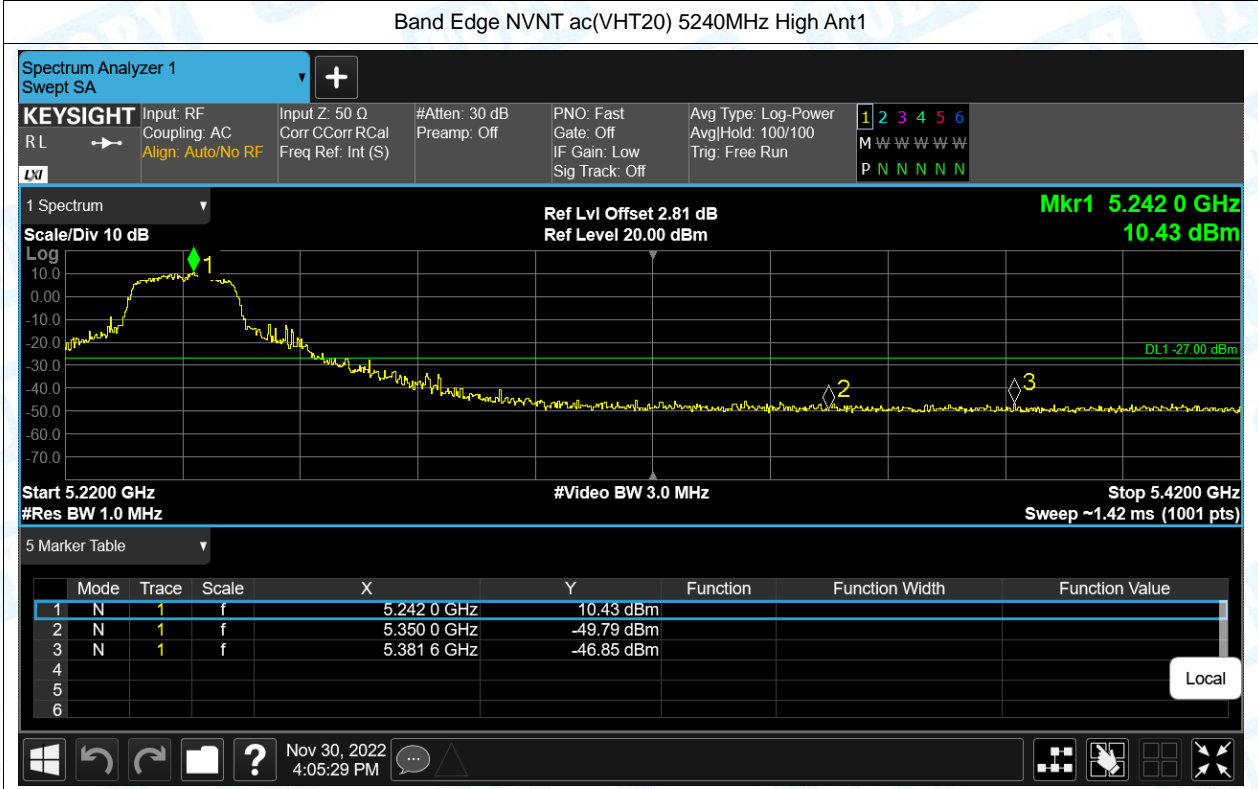 Band Edge NVNT ac(VHT20) 5240MHz High Ant1
Spectrum Analyzer 1
Swept SA
+
KEYSIGHT
R L
LXI
Input: RF
Coupling: AC
Align: Auto/No RF
Input Z: 50 Ω
Corr CCorr RCal
Freq Ref: Int (S)
#Atten: 30 dB
Preamp: Off
PNO: Fast
Gate: Off
IF Gain: Low
Sig Track: Off
Avg Type: Log-Power
Avg|Hold: 100/100
Trig: Free Run
1 2 3 4 5 6
M W W W W W
P N N N N N
1 Spectrum
Scale/Div 10 dB
Ref Lvl Offset 2.81 dB
Ref Level 20.00 dBm
Mkr1 5.242 0 GHz
10.43 dBm
Log
10.0
0.00
-10.0
-20.0
-30.0
-40.0
-50.0
-60.0
-70.0
1
2
3
DL1 -27.00 dBm
Start 5.2200 GHz
#Res BW 1.0 MHz
#Video BW 3.0 MHz
Stop 5.4200 GHz
Sweep ~1.42 ms (1001 pts)
5 Marker Table
Mode Trace Scale X Y Function Function Width Function Value
1 N 1 f 5.242 0 GHz 10.43 dBm
2 N 1 f 5.350 0 GHz -49.79 dBm
3 N 1 f 5.381 6 GHz -46.85 dBm
4
5
6
Local
?
Nov 30, 2022
4:05:29 PM